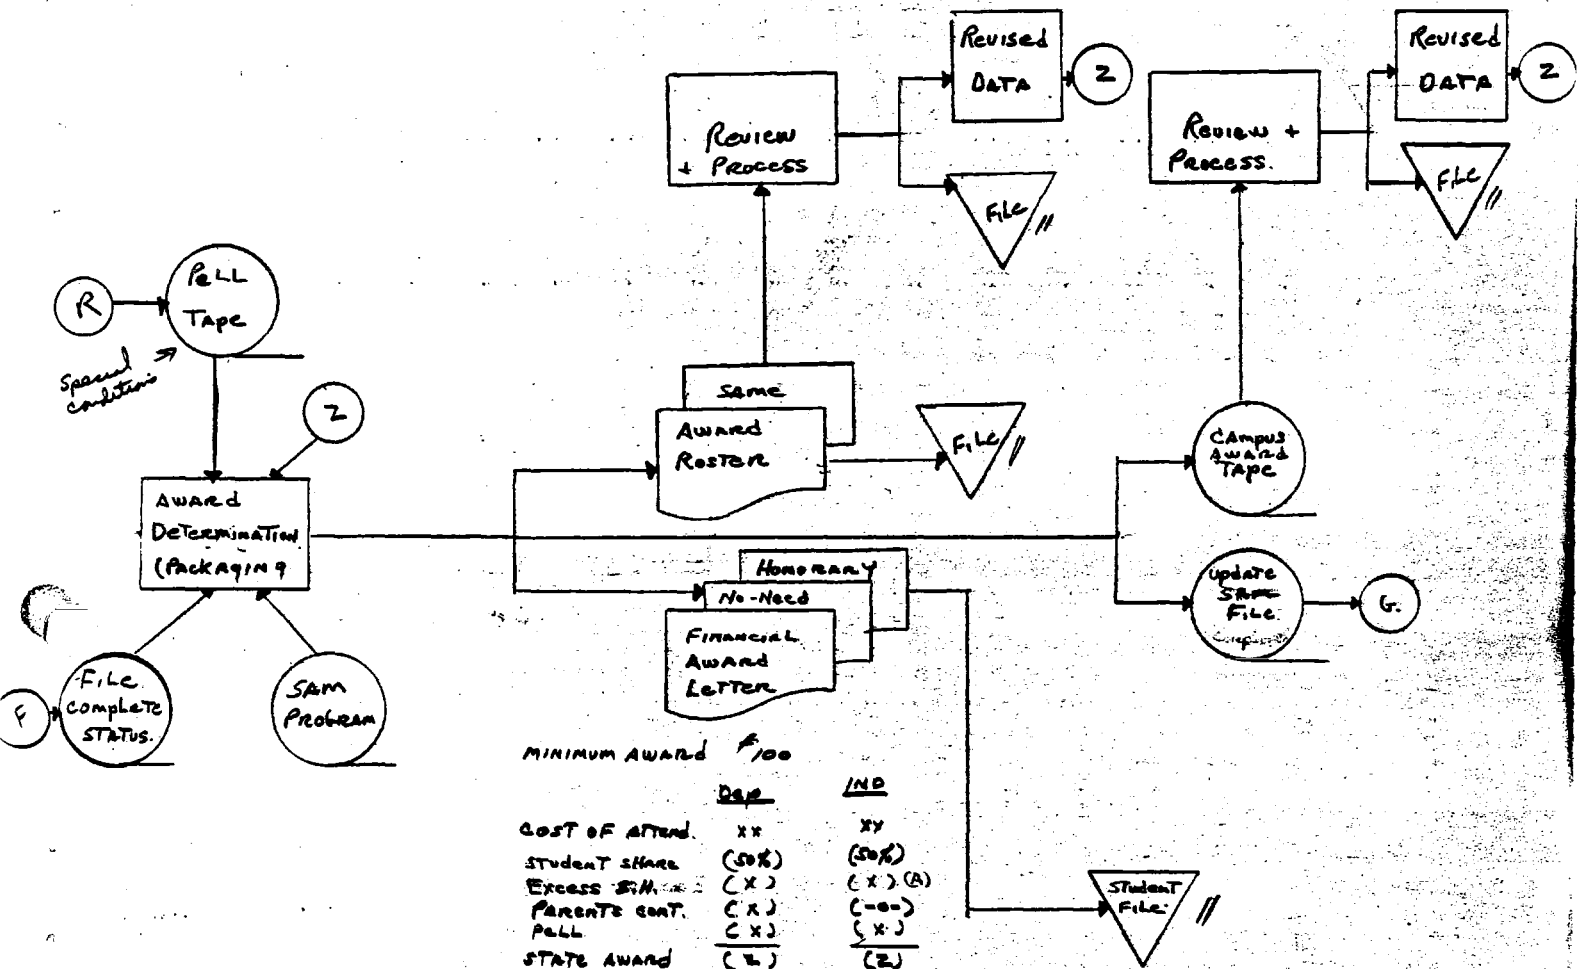 Revised
DATA
2
Revised
DATA
2
Review
+ Process
Review +
Process.
File
File
Pell
Tape
R
Special
conditions
2
Same
Award
Roster
File
Campus
Award
Tape
Award
Determination
(Packaging
Honorary
No-Need
Financial
Award
Letter
update
File
G.
File
Complete
Status.
F
SAM
Program
Minimum Award $100
Dep IND
Cost of Attend. xx xx
Student Share (50%) (50%)
Excess (x) (x) (A)
Parents cont. (x) (-0-)
Pell (x) (x)
State Award (z) (z)
Student
File